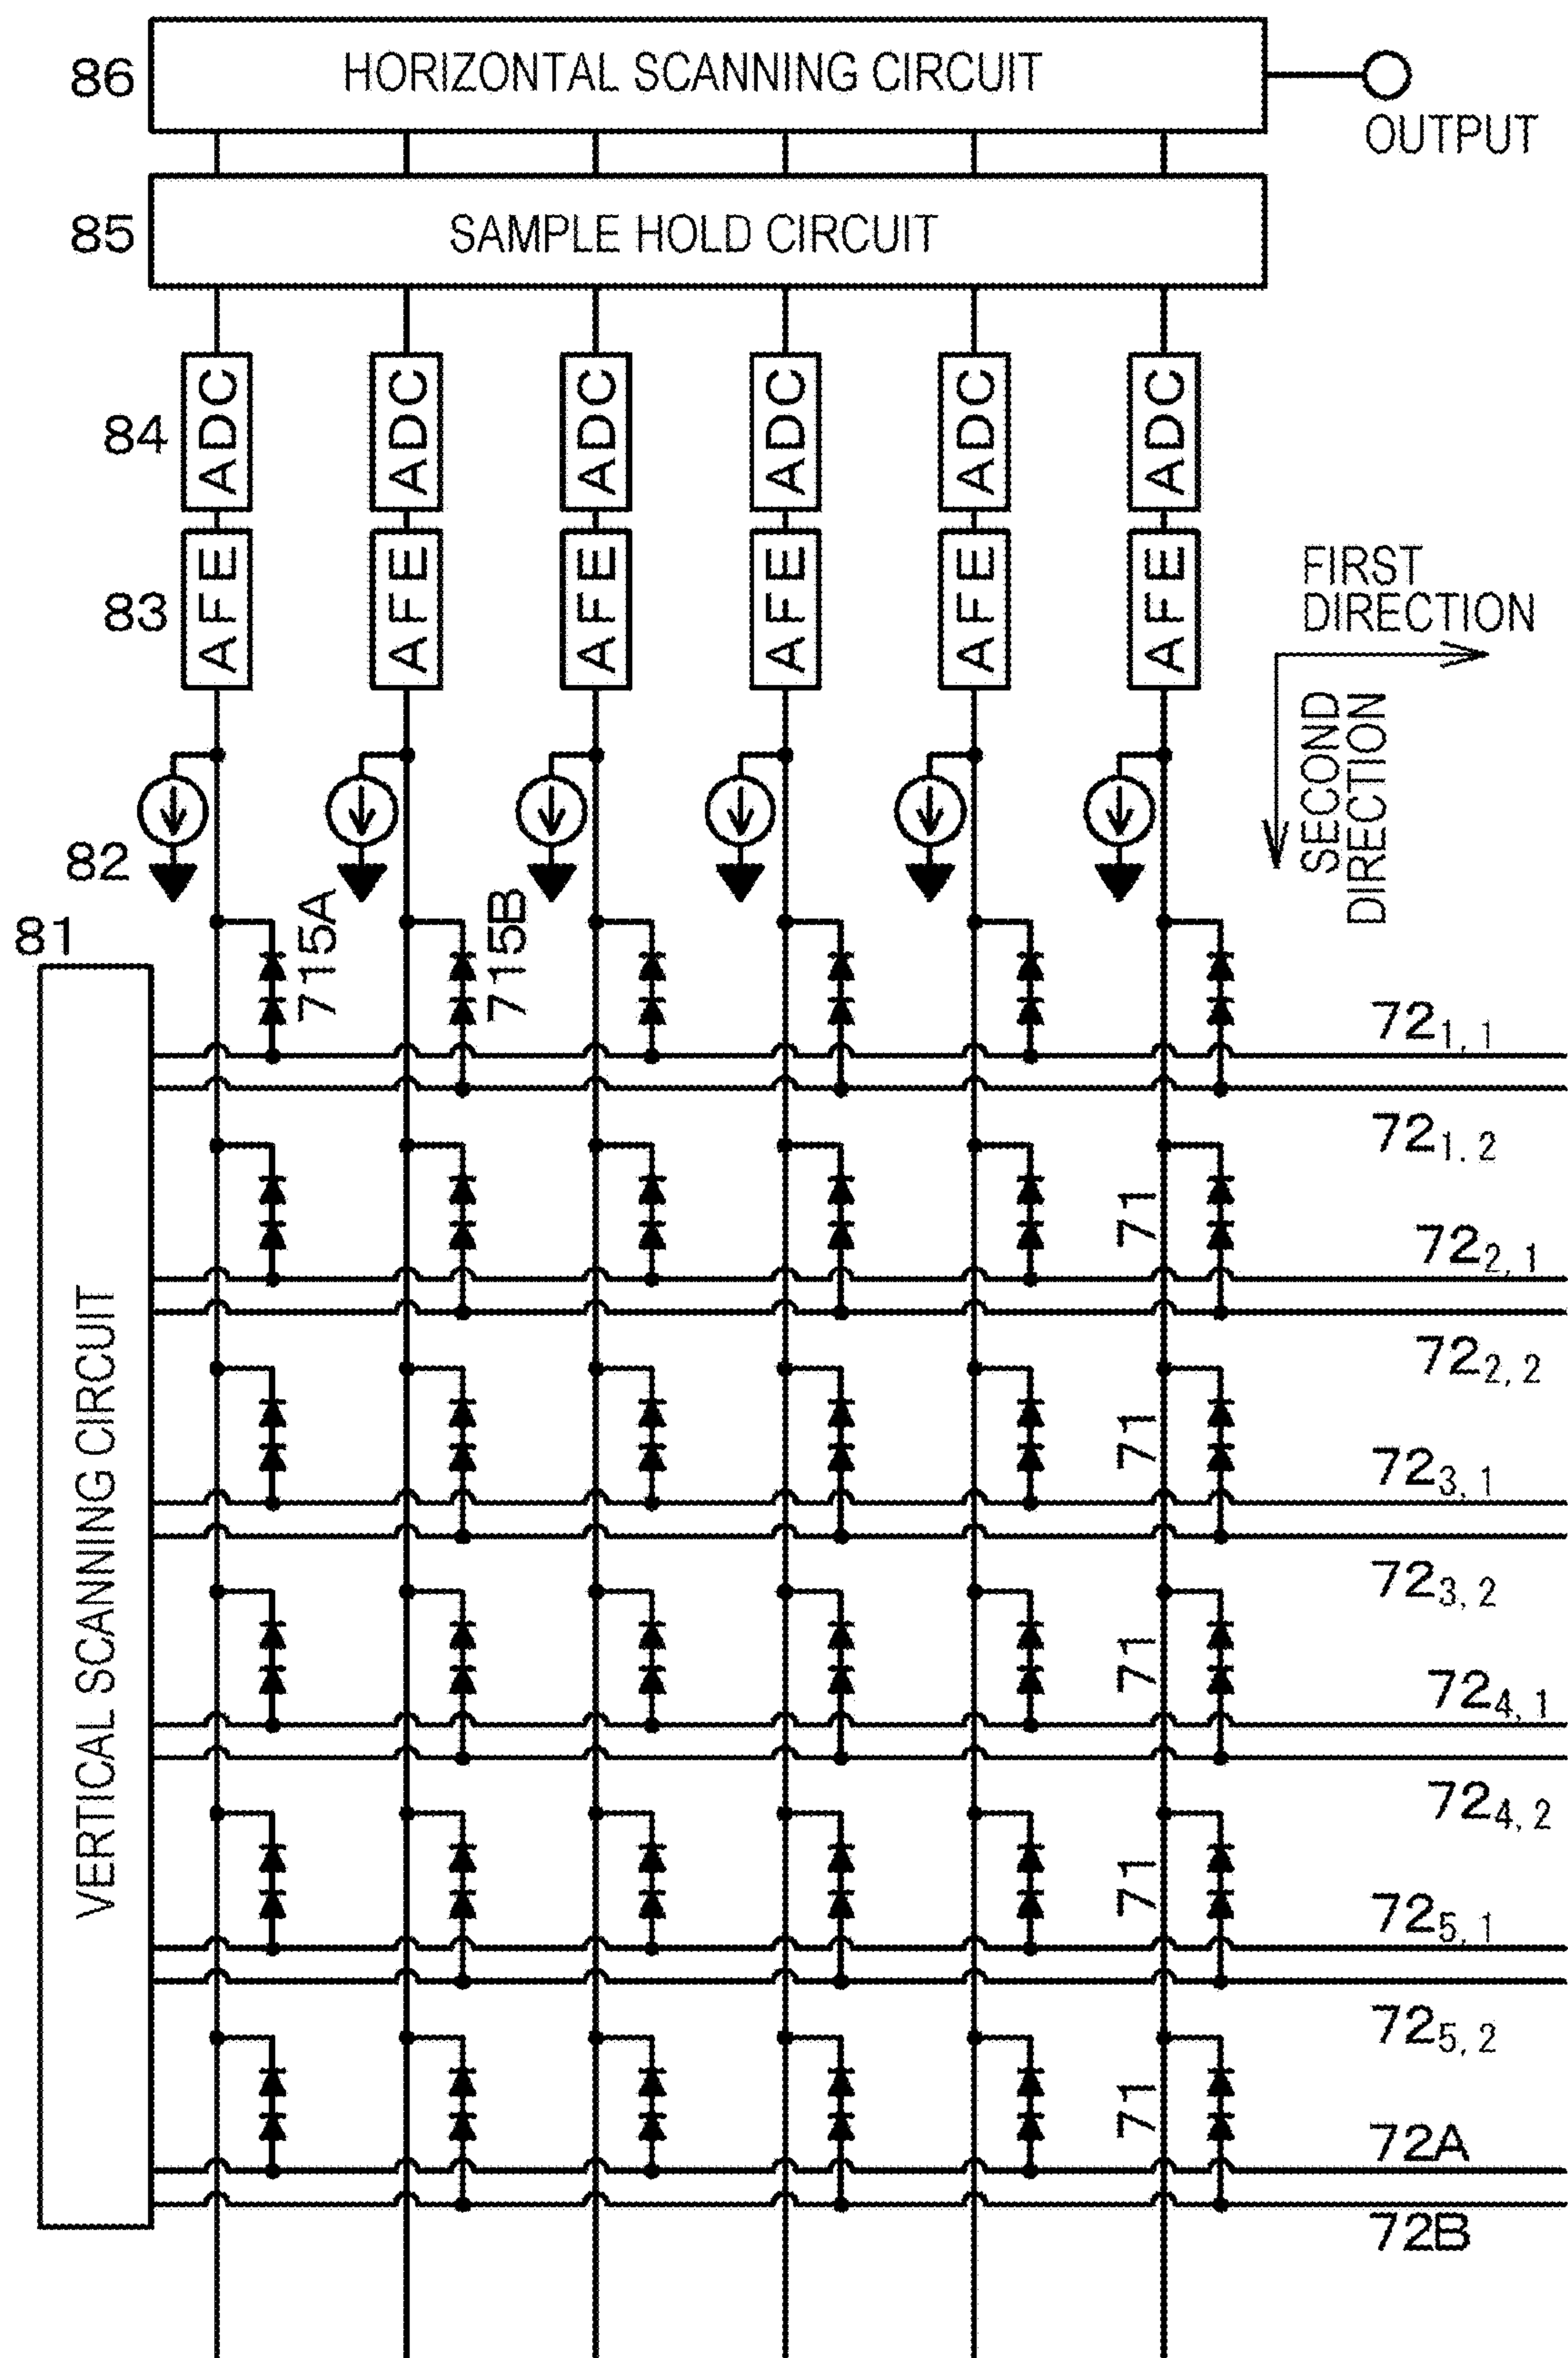 86
HORIZONTAL SCANNING CIRCUIT
OUTPUT
85
SAMPLE HOLD CIRCUIT
84
ADC
ADC
ADC
ADC
ADC
ADC
83
AFE
AFE
AFE
AFE
AFE
AFE
FIRST
DIRECTION
SECOND
DIRECTION
82
81
VERTICAL SCANNING CIRCUIT
715A
715B
72₁,₁
72₁,₂
71
72₂,₁
72₂,₂
71
72₃,₁
72₃,₂
71
72₄,₁
72₄,₂
71
72₅,₁
72₅,₂
71
72A
72B